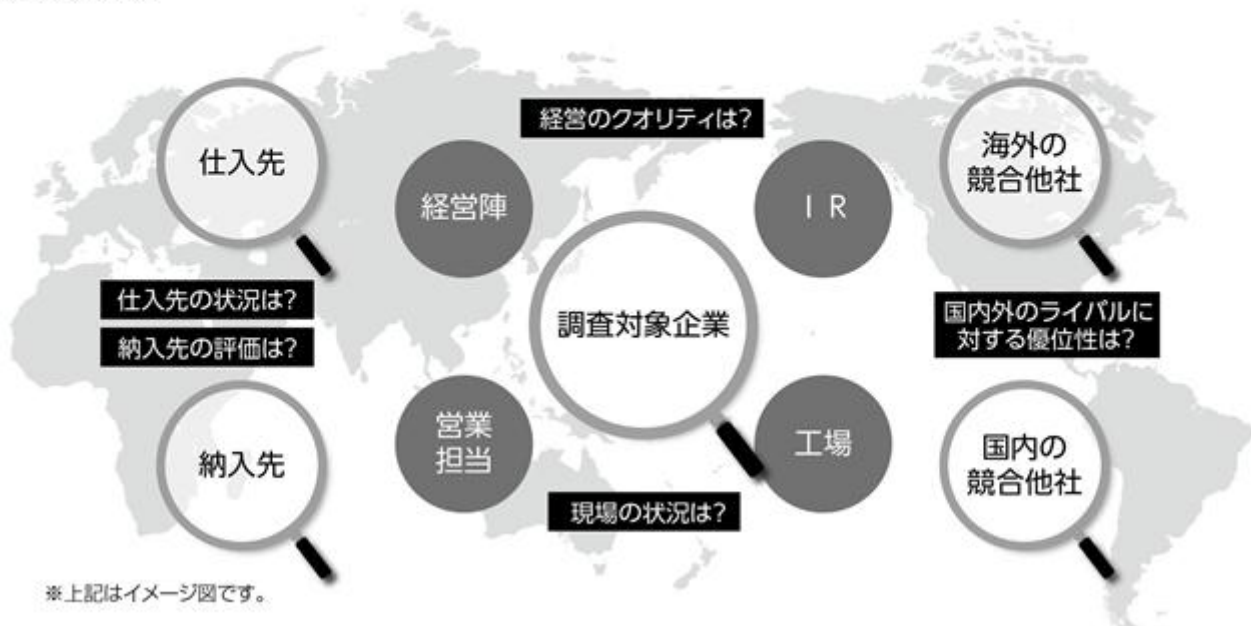 経営のクオリティは?
仕入先
経営陣
ＩＲ
海外の
競合他社
仕入先の状況は?
納入先の評価は?
調査対象企業
国内外のライバルに
対する優位性は?
納入先
営業
担当
工場
国内の
競合他社
現場の状況は?
※上記はイメージ図です。